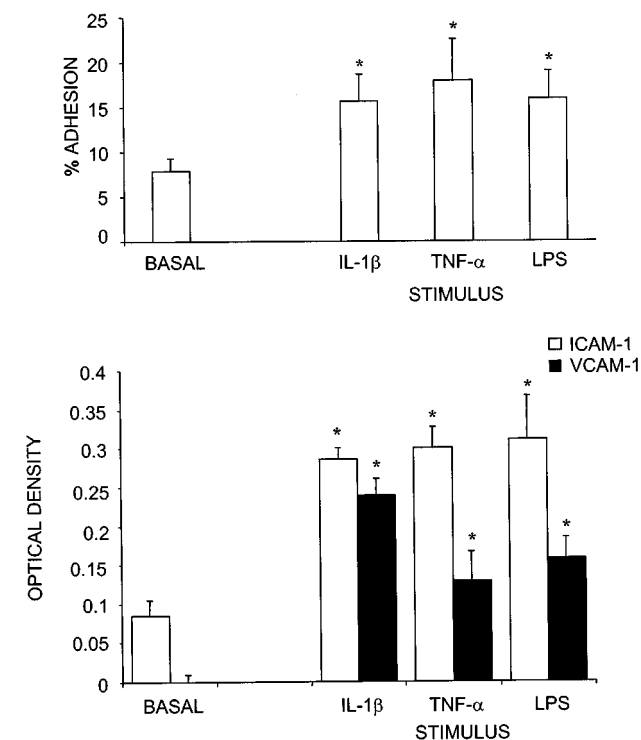 25
20
15
10
5
0
% ADHESION
* * *
BASAL IL-1β TNF-α LPS
STIMULUS
ICAM-1
VCAM-1
0.4
0.35
0.3
0.25
0.2
0.15
0.1
0.05
0
OPTICAL DENSITY
* * * * * *
BASAL IL-1β TNF-α LPS
STIMULUS